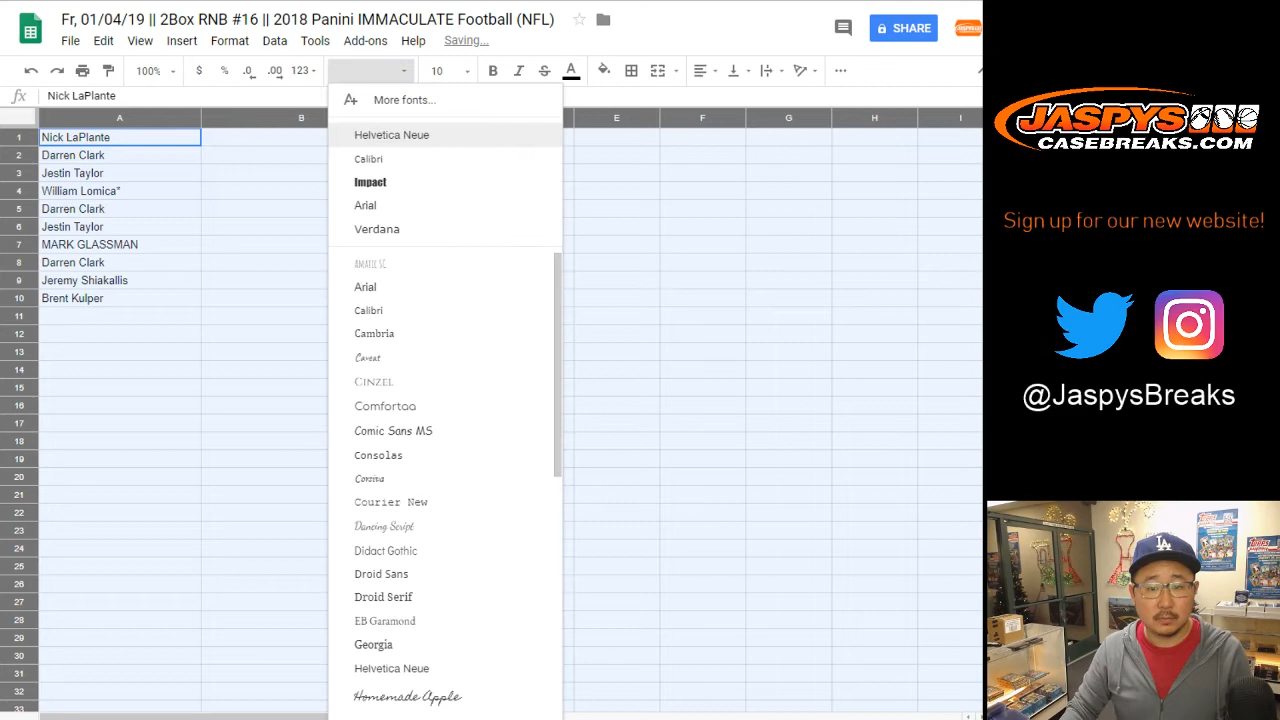 Fr, 01/04/19 || 2Box RNB #16 || 2018 Panini IMMACULATE Football (NFL)
File Edit View Insert Format Data Tools Add-ons Help Saving...
SHARE
100% $ % .0 .00 123 10 B I S A
fx Nick LaPlante
More fonts...
Helvetica Neue
Calibri
Impact
Arial
Verdana
Amatic SC
Arial
Calibri
Cambria
Caveat
Cinzel
Comfortaa
Comic Sans MS
Consolas
Corsiva
Courier New
Dancing Script
Didact Gothic
Droid Sans
Droid Serif
EB Garamond
Georgia
Helvetica Neue
Homemade Apple
A B E F G H I
1 Nick LaPlante
2 Darren Clark
3 Jestin Taylor
4 William Lomica*
5 Darren Clark
6 Jestin Taylor
7 MARK GLASSMAN
8 Darren Clark
9 Jeremy Shiakallis
10 Brent Kulper
11
12
13
14
15
16
17
18
19
20
21
22
23
24
25
26
27
28
29
30
31
32
33
JASPYS
CASEBREAKS.COM
Sign up for our new website!
@JaspysBreaks
LA
Topps
Topps